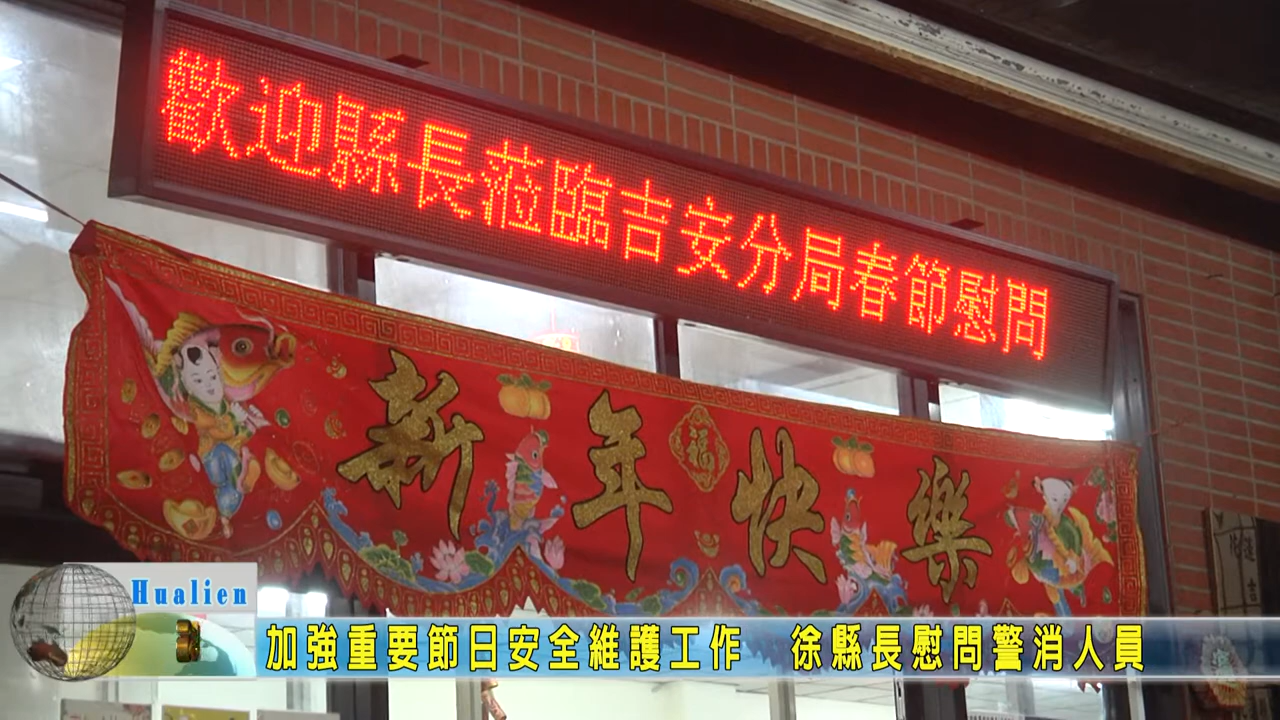 歡迎縣長蒞臨吉安分局春節慰問
新年快樂
福
Hualien
加強重要節日安全維護工作 徐縣長慰問警消人員